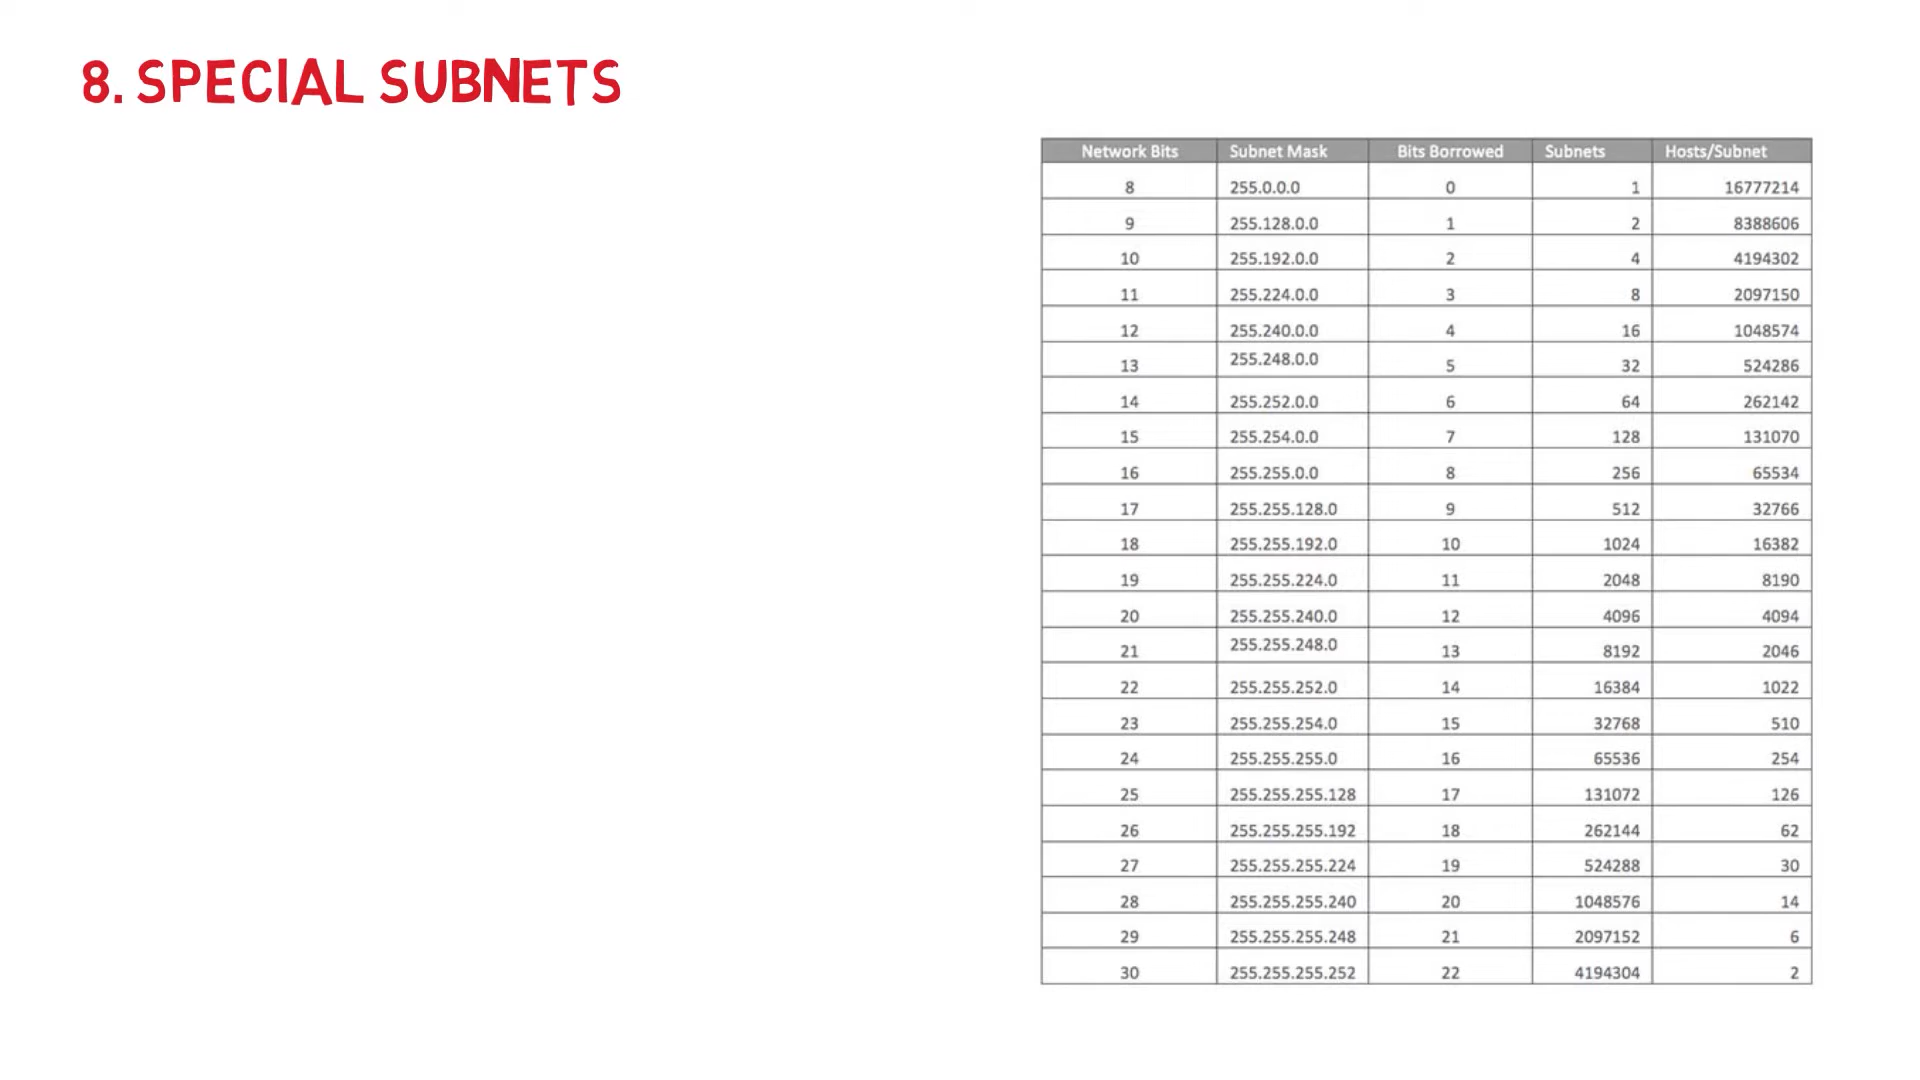 8. SPECIAL SUBNETS
Network Bits Subnet Mask Bits Borrowed Subnets Hosts/Subnet
8 255.0.0.0 0 1 16777214
9 255.128.0.0 1 2 8388606
10 255.192.0.0 2 4 4194302
11 255.224.0.0 3 8 2097150
12 255.240.0.0 4 16 1048574
13 255.248.0.0 5 32 524286
14 255.252.0.0 6 64 262142
15 255.254.0.0 7 128 131070
16 255.255.0.0 8 256 65534
17 255.255.128.0 9 512 32766
18 255.255.192.0 10 1024 16382
19 255.255.224.0 11 2048 8190
20 255.255.240.0 12 4096 4094
21 255.255.248.0 13 8192 2046
22 255.255.252.0 14 16384 1022
23 255.255.254.0 15 32768 510
24 255.255.255.0 16 65536 254
25 255.255.255.128 17 131072 126
26 255.255.255.192 18 262144 62
27 255.255.255.224 19 524288 30
28 255.255.255.240 20 1048576 14
29 255.255.255.248 21 2097152 6
30 255.255.255.252 22 4194304 2